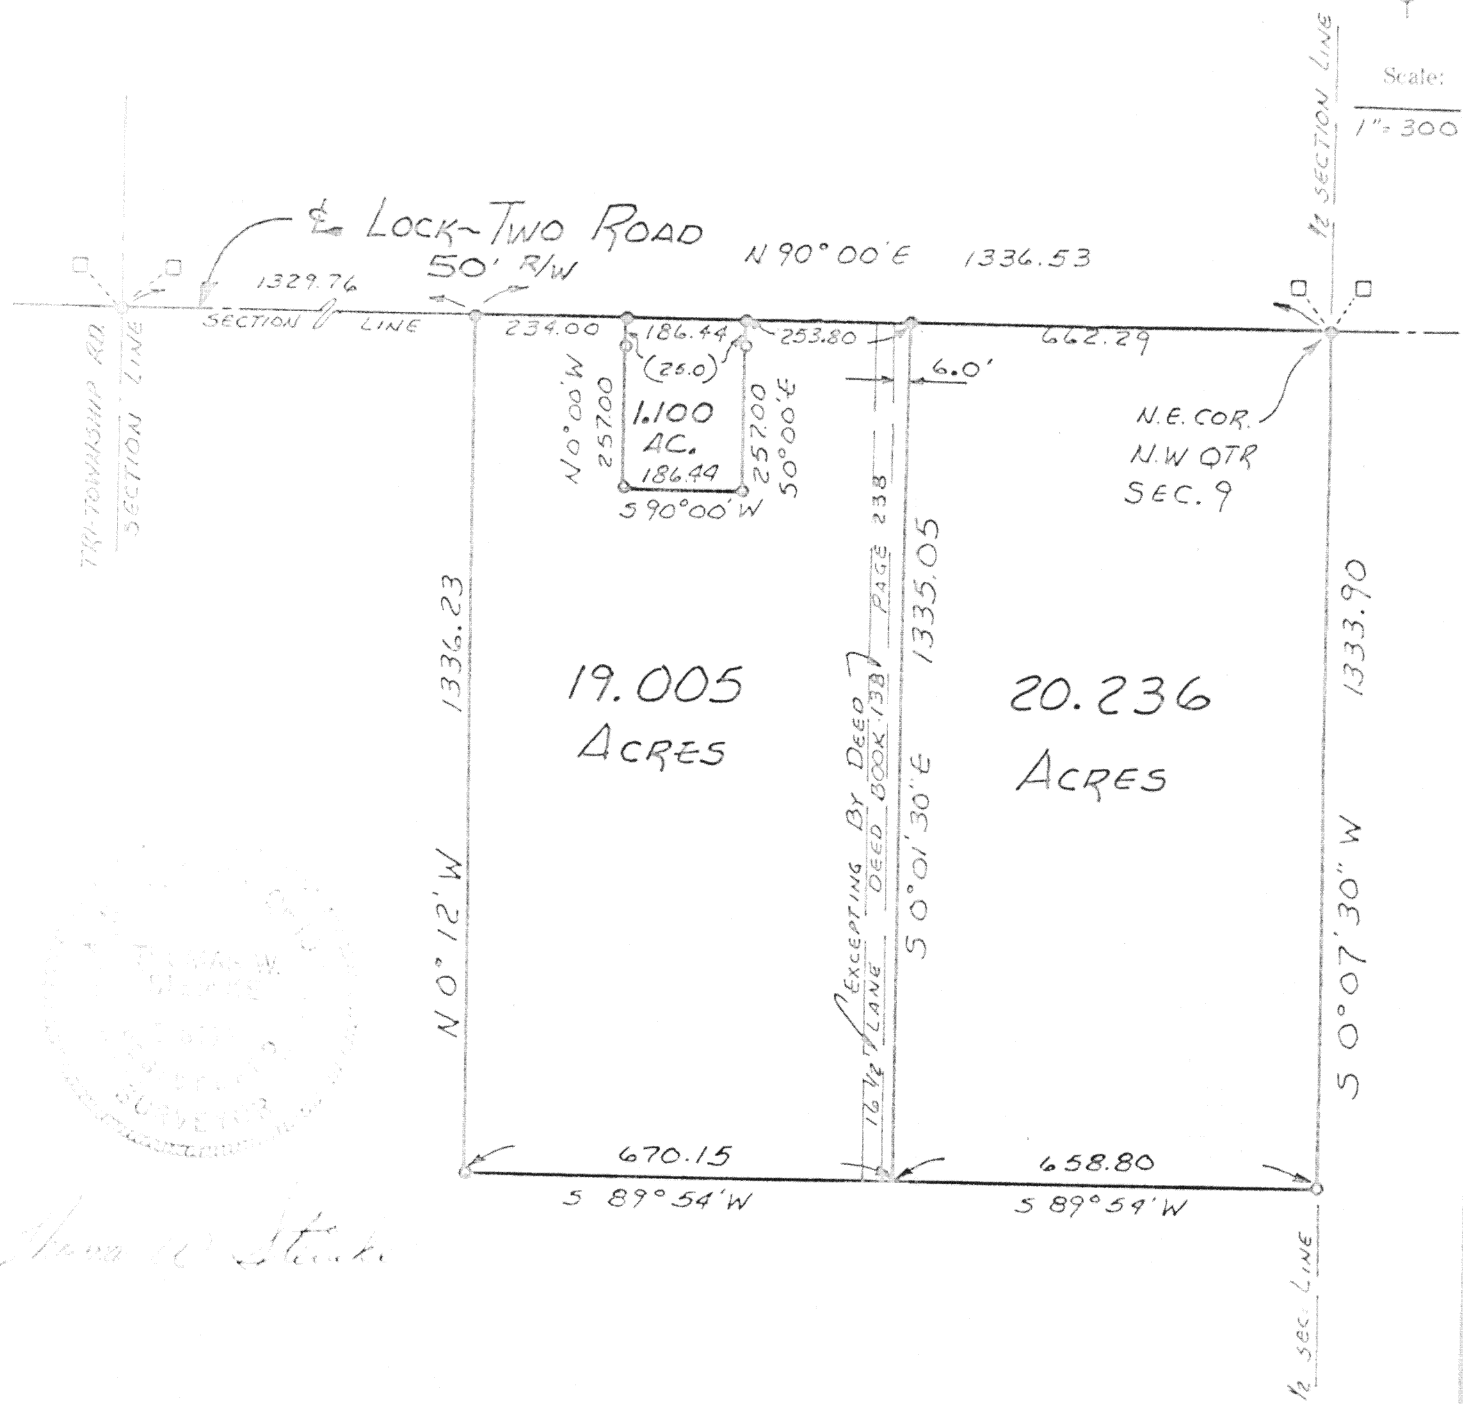 Scale:
1"=300
1/2 SECTION LINE
℄ LOCK-TWO ROAD
50' R/W
N 90°00' E 1336.53
1329.76
SECTION LINE
234.00
186.44
253.80
662.29
(25.0)
6.0'
TRI-TOWNSHIP RD.
SECTION LINE
N 0°00' W
257.00
1.100
AC.
257.00
S 0°00' E
186.44
S 90°00' W
N.E. COR.
N.W QTR
SEC. 9
1336.23
N 0° 12' W
19.005
ACRES
EXCEPTING BY DEED
16 1/2' LANE DEED BOOK 138 PAGE 238
1335.05
S 0°01'30" E
20.236
ACRES
1333.90
S 0°07'30" W
SURVEYOR
670.15
S 89°54' W
658.80
S 89°54' W
1/2 SEC. LINE